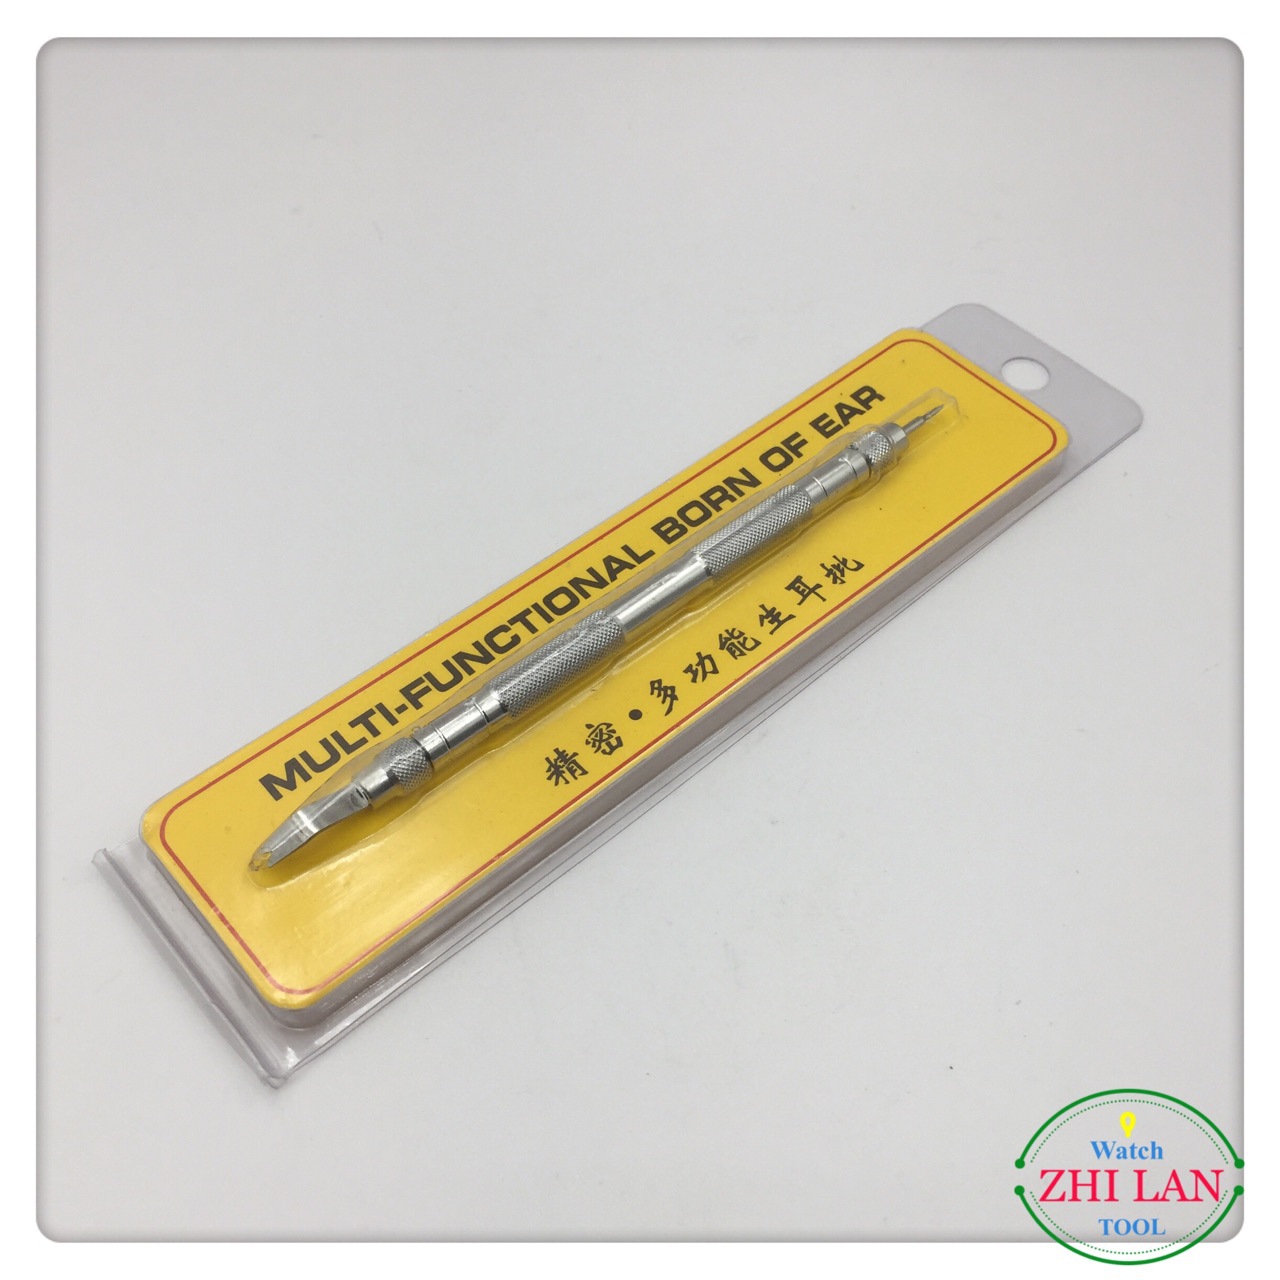 MULTI-FUNCTIONAL BORN OF EAR
精密·多功能生耳批
Watch
ZHI LAN
TOOL